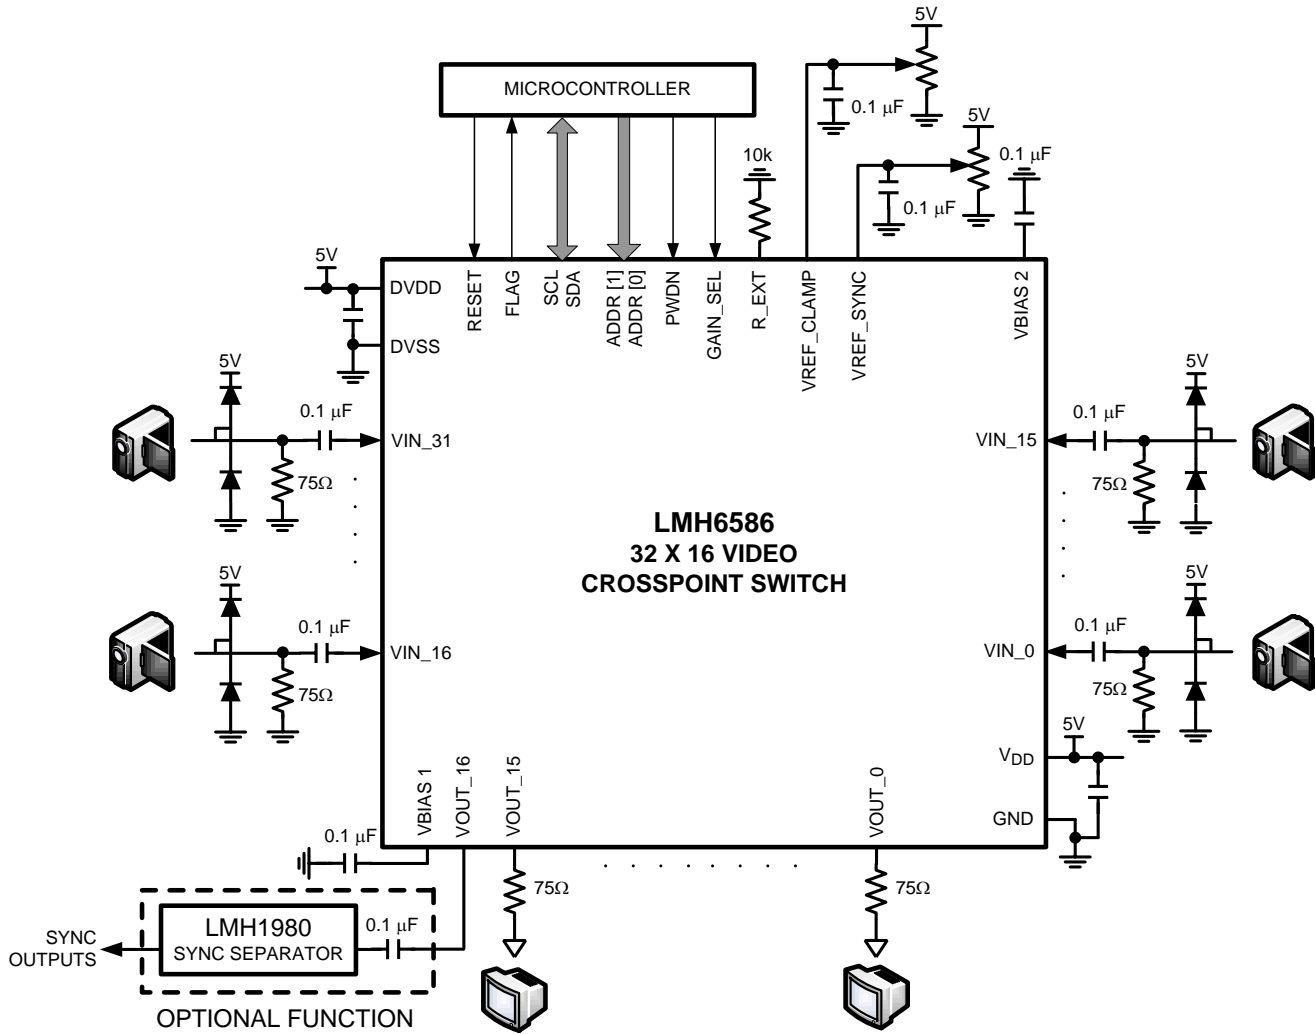 5V
MICROCONTROLLER
0.1 µF
5V
10k
0.1 µF
0.1 µF
5V
DVDD
DVSS
RESET
FLAG
SCL
SDA
ADDR [1]
ADDR [0]
PWDN
GAIN_SEL
R_EXT
VREF_CLAMP
VREF_SYNC
VBIAS 2
5V
0.1 µF
VIN_31
75Ω
5V
0.1 µF
VIN_15
75Ω
LMH6586
32 X 16 VIDEO
CROSSPOINT SWITCH
5V
0.1 µF
VIN_16
75Ω
5V
0.1 µF
VIN_0
75Ω
5V
VDD
GND
VBIAS 1
VOUT_16
VOUT_15
VOUT_0
0.1 µF
75Ω
75Ω
LMH1980
SYNC SEPARATOR
0.1 µF
SYNC
OUTPUTS
OPTIONAL FUNCTION